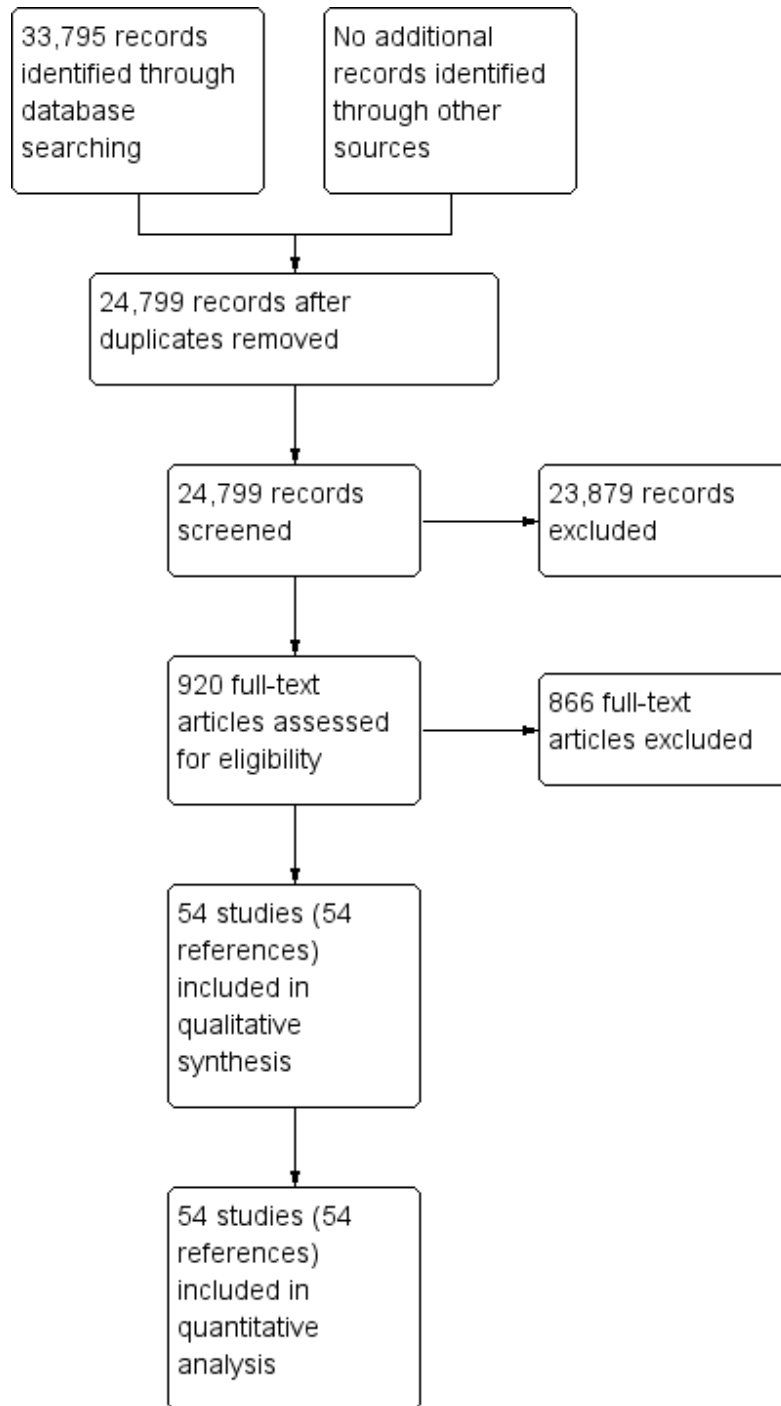 33,795 records
identified through
database
searching
No additional
records identified
through other
sources
24,799 records after
duplicates removed
24,799 records
screened
23,879 records
excluded
920 full-text
articles assessed
for eligibility
866 full-text
articles excluded
54 studies (54
references)
included in
qualitative
synthesis
54 studies (54
references)
included in
quantitative
analysis